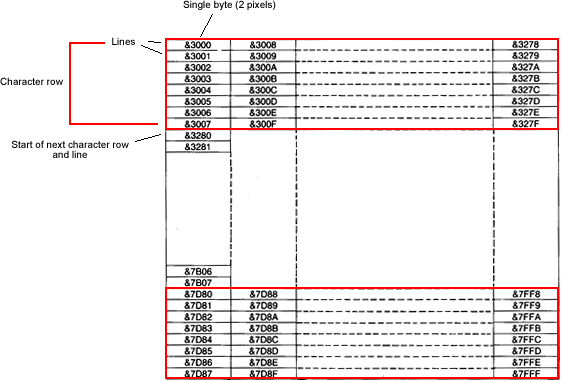 Single byte (2 pixels)
Lines
&3000 &3008 &3278
&3001 &3009 &3279
Character row
&3002 &300A &327A
&3003 &300B &327B
&3004 &300C &327C
&3005 &300D &327D
&3006 &300E &327E
&3007 &300F &327F
Start of next character row
and line
&3280
&3281
&7B06
&7B07
&7D80 &7D88 &7FF8
&7D81 &7D89 &7FF9
&7D82 &7D8A &7FFA
&7D83 &7D8B &7FFB
&7D84 &7D8C &7FFC
&7D85 &7D8D &7FFD
&7D86 &7D8E &7FFE
&7D87 &7D8F &7FFF